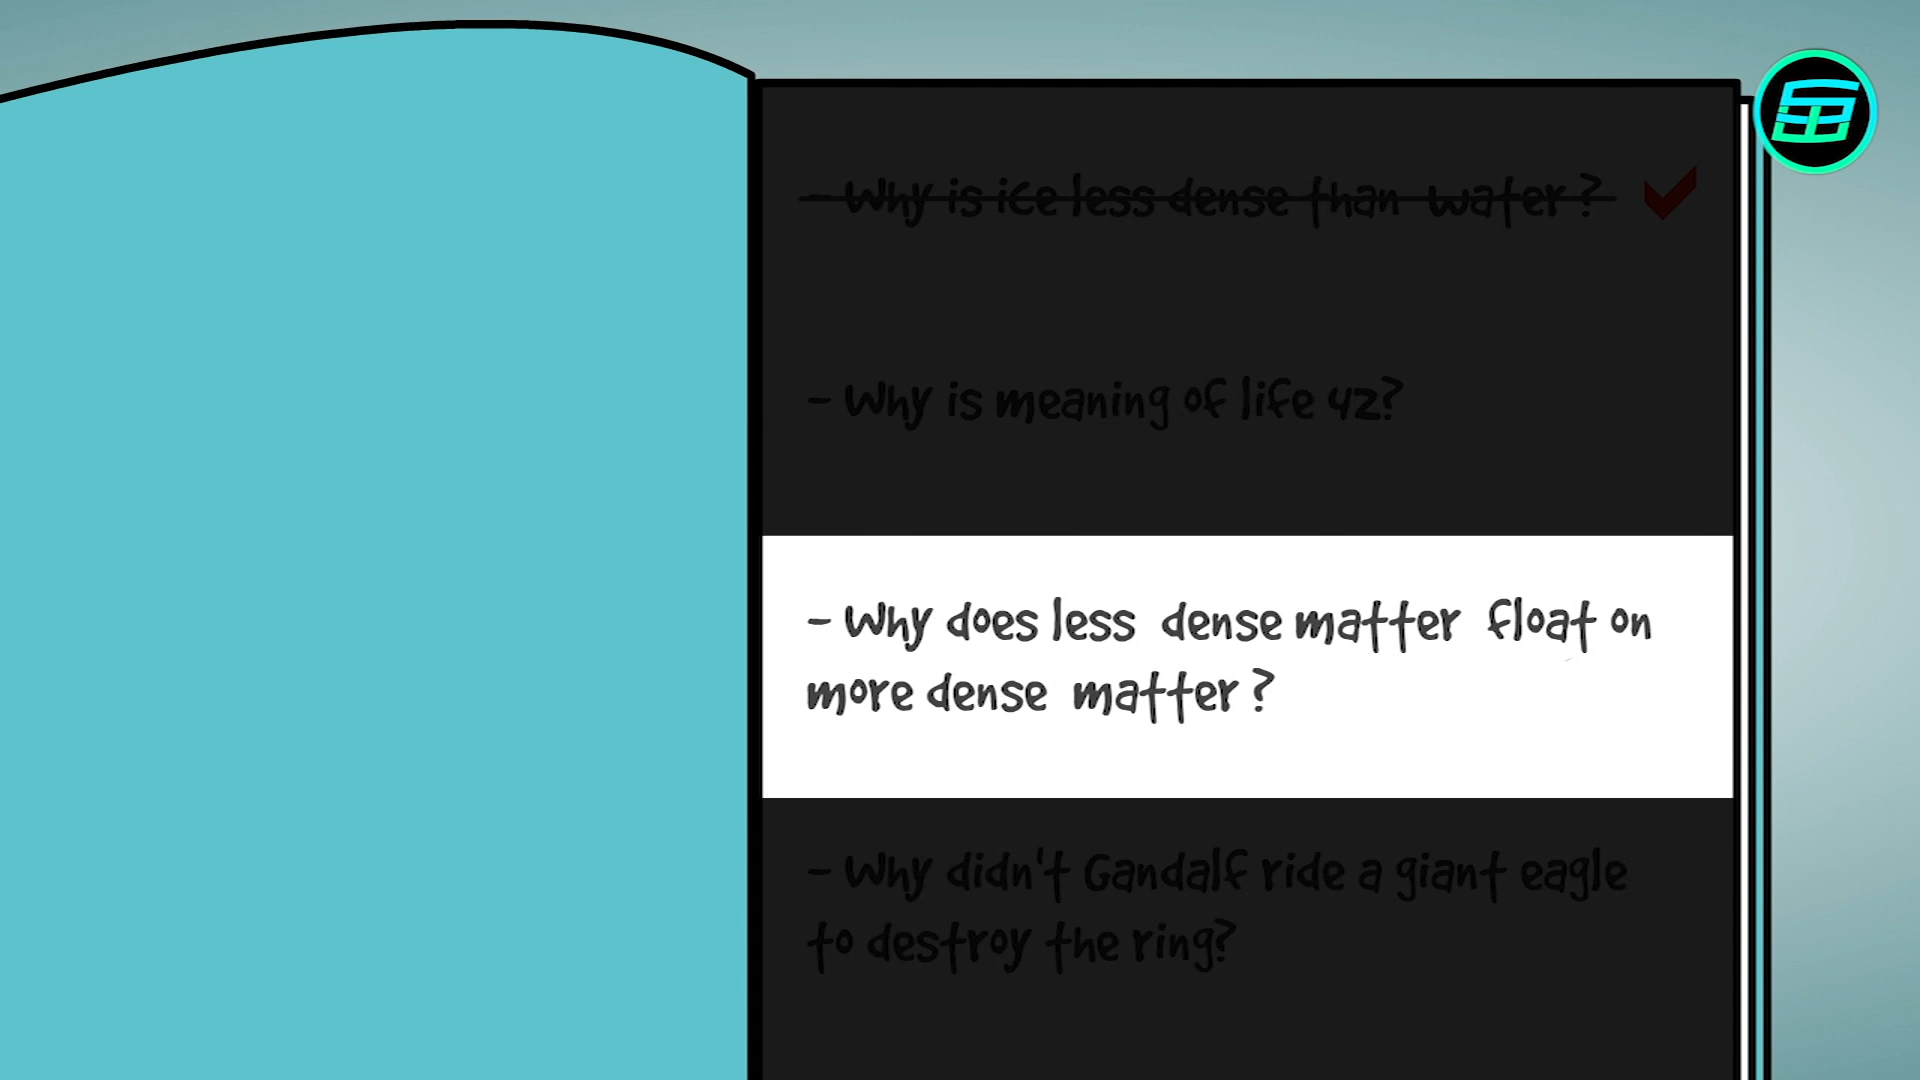 - Why is ice less dense than water?
- Why is meaning of life 42?
- Why does less dense matter float on
more dense matter?
- Why didn't Gandalf ride a giant eagle
to destroy the ring?